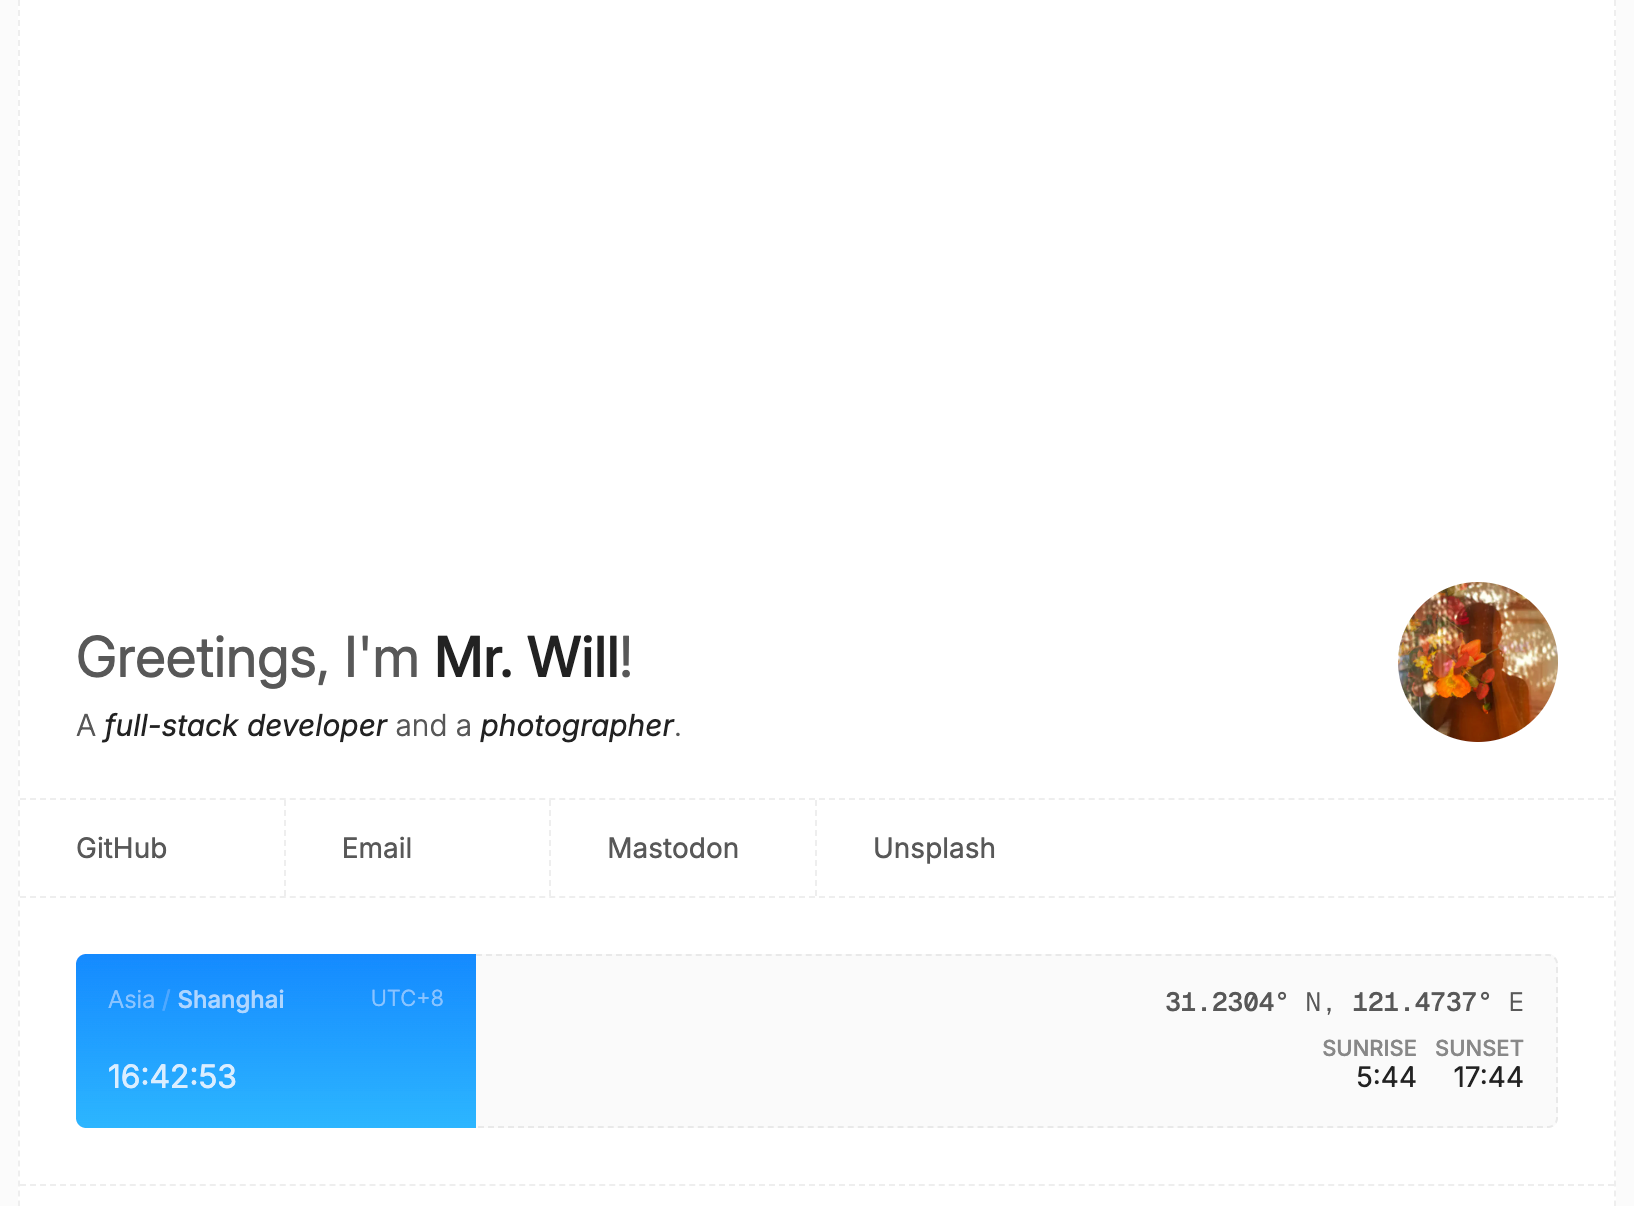 Greetings, I'm Mr. Will!
A full-stack developer and a photographer.
GitHub
Email
Mastodon
Unsplash
Asia / Shanghai
UTC+8
16:42:53
31.2304° N, 121.4737° E
SUNRISE
5:44
SUNSET
17:44